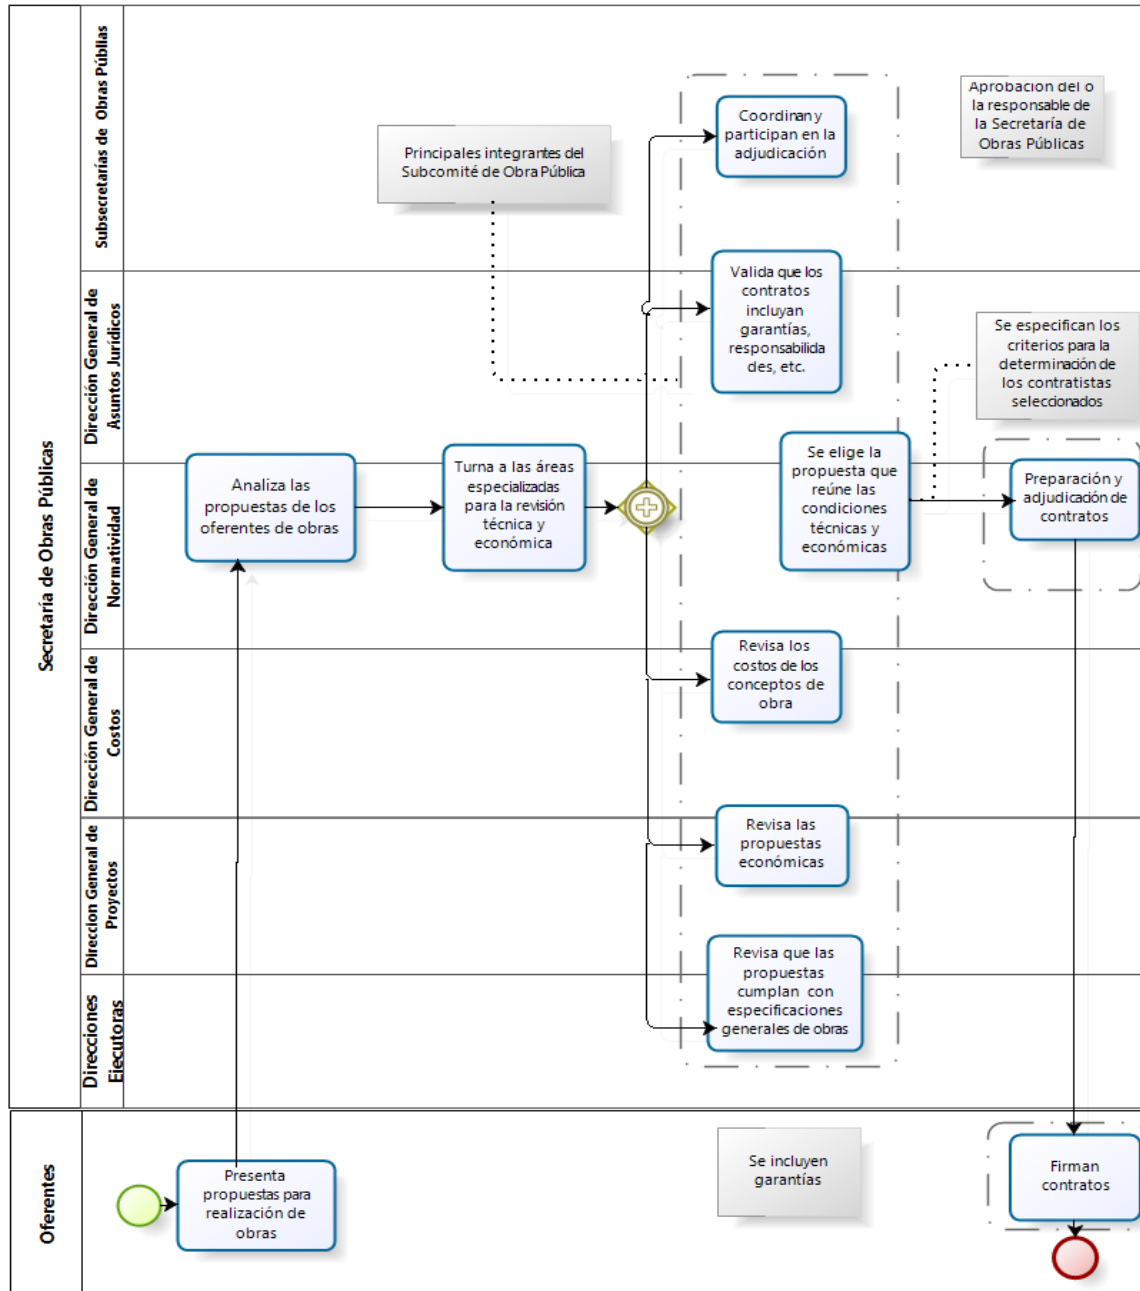 Secretaría de Obras Públicas
Subsecretarías de Obras Públias
Dirección General de
Asuntos Jurídicos
Dirección General de
Normatividad
Dirección General de
Costos
Direccion General de
Proyectos
Direcciones
Ejecutoras
Oferentes
Principales integrantes del
Subcomité de Obra Pública
Coordinan y
participan en la
adjudicación
Aprobación del o
la responsable de
la Secretaría de
Obras Públicas
Valida que los
contratos
incluyan
garantías,
responsabilida
des, etc.
Se especifican los
criterios para la
determinación de
los contratistas
seleccionados
Analiza las
propuestas de los
oferentes de obras
Turna a las áreas
especializadas
para la revisión
técnica y
económica
Se elige la
propuesta que
reúne las
condiciones
técnicas y
económicas
Preparación y
adjudicación de
contratos
Revisa los
costos de los
conceptos de
obra
Revisa las
propuestas
económicas
Revisa que las
propuestas
cumplan con
especificaciones
generales de obras
Presenta
propuestas para
realización de
obras
Se incluyen
garantías
Firman
contratos